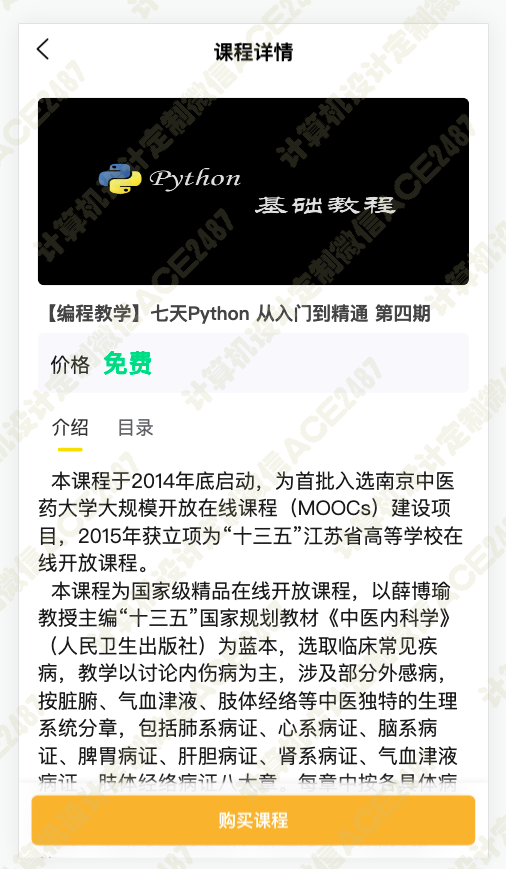 课程详情
Python
基础教程
【编程教学】七天Python 从入门到精通 第四期
价格 免费
介绍 目录
本课程于2014年底启动，为首批入选南京中医
药大学大规模开放在线课程（MOOCs）建设项
目，2015年获立项为“十三五”江苏省高等学校在
线开放课程。
本课程为国家级精品在线开放课程，以薛博瑜
教授主编“十三五”国家规划教材《中医内科学》
（人民卫生出版社）为蓝本，选取临床常见疾
病，教学以讨论内伤病为主，涉及部分外感病，
按脏腑、气血津液、肢体经络等中医独特的生理
系统分章，包括肺系病证、心系病证、脑系病
证、脾胃病证、肝胆病证、肾系病证、气血津液
病证、肢体经络病证八大章。每章中按各具体病
购买课程
计算机设计定制微信ACE2487